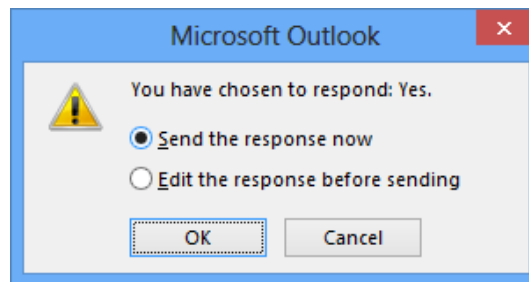 Microsoft Outlook
You have chosen to respond: Yes.
Send the response now
Edit the response before sending
OK
Cancel